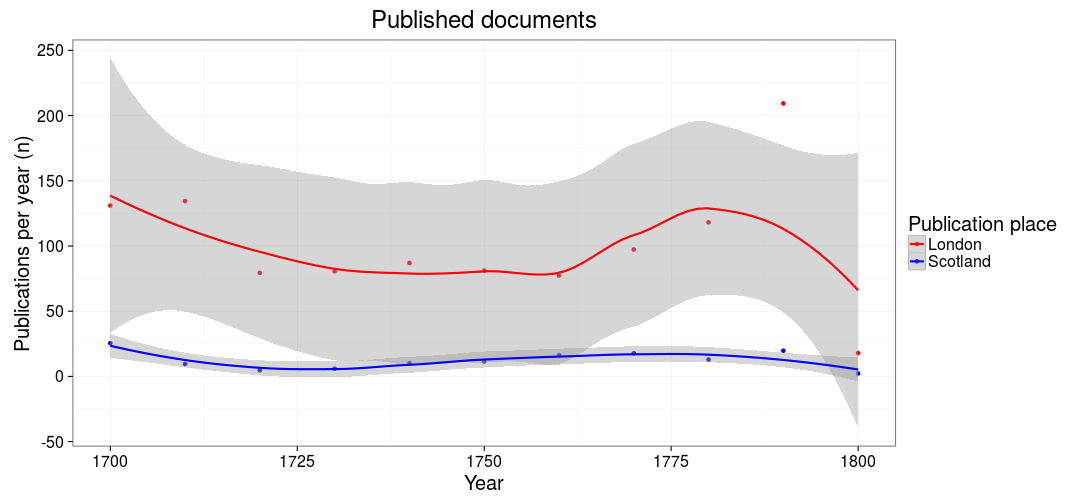 Published documents
Publications per year (n)
250
200
150
100
50
0
-50
1700
1725
1750
1775
1800
Year
Publication place
London
Scotland